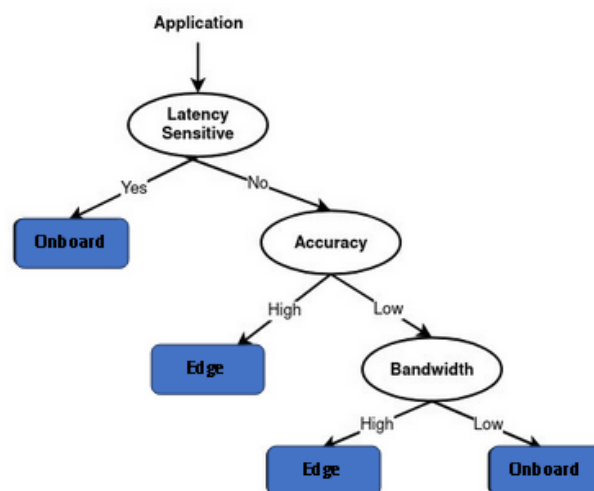 Application
Latency
Sensitive
Yes
No
Onboard
Accuracy
High
Low
Edge
Bandwidth
High
Low
Edge
Onboard